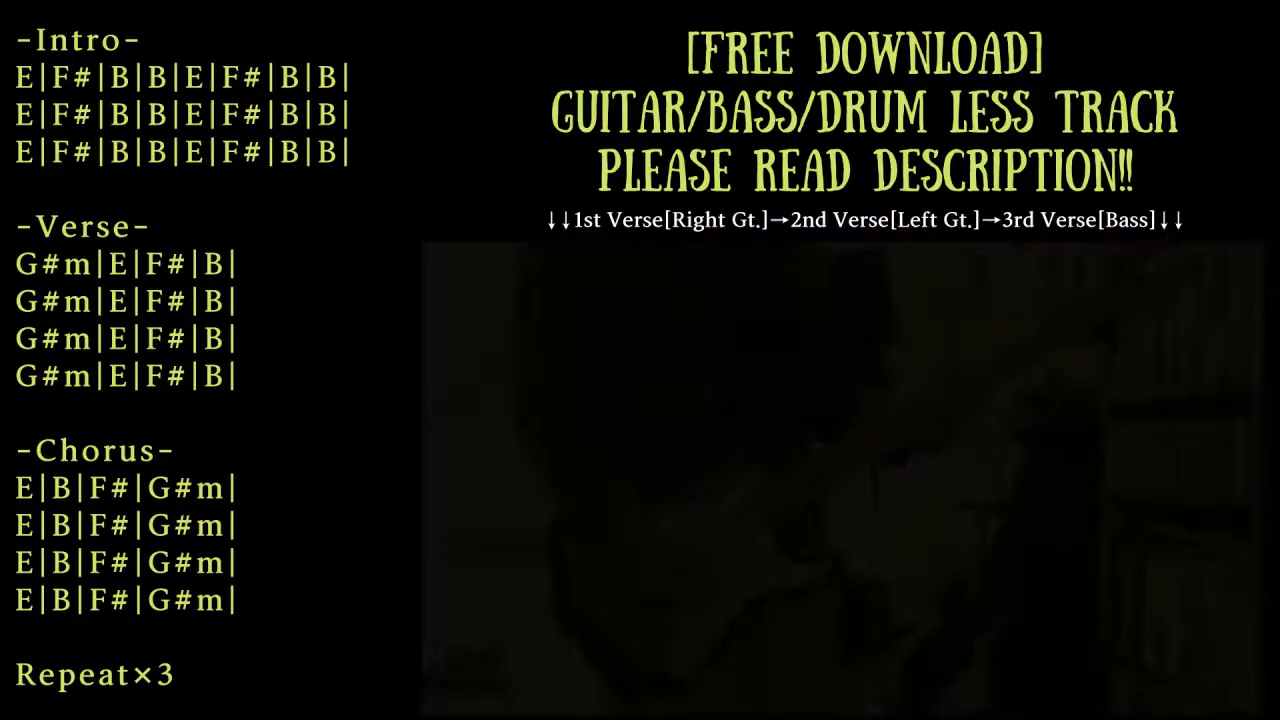 -Intro-
E|F#|B|B|E|F#|B|B|
E|F#|B|B|E|F#|B|B|
E|F#|B|B|E|F#|B|B|

-Verse-
G#m|E|F#|B|
G#m|E|F#|B|
G#m|E|F#|B|
G#m|E|F#|B|

-Chorus-
E|B|F#|G#m|
E|B|F#|G#m|
E|B|F#|G#m|
E|B|F#|G#m|

Repeat×3

[FREE DOWNLOAD]
GUITAR/BASS/DRUM LESS TRACK
PLEASE READ DESCRIPTION!!
↓↓1st Verse[Right Gt.]→2nd Verse[Left Gt.]→3rd Verse[Bass]↓↓